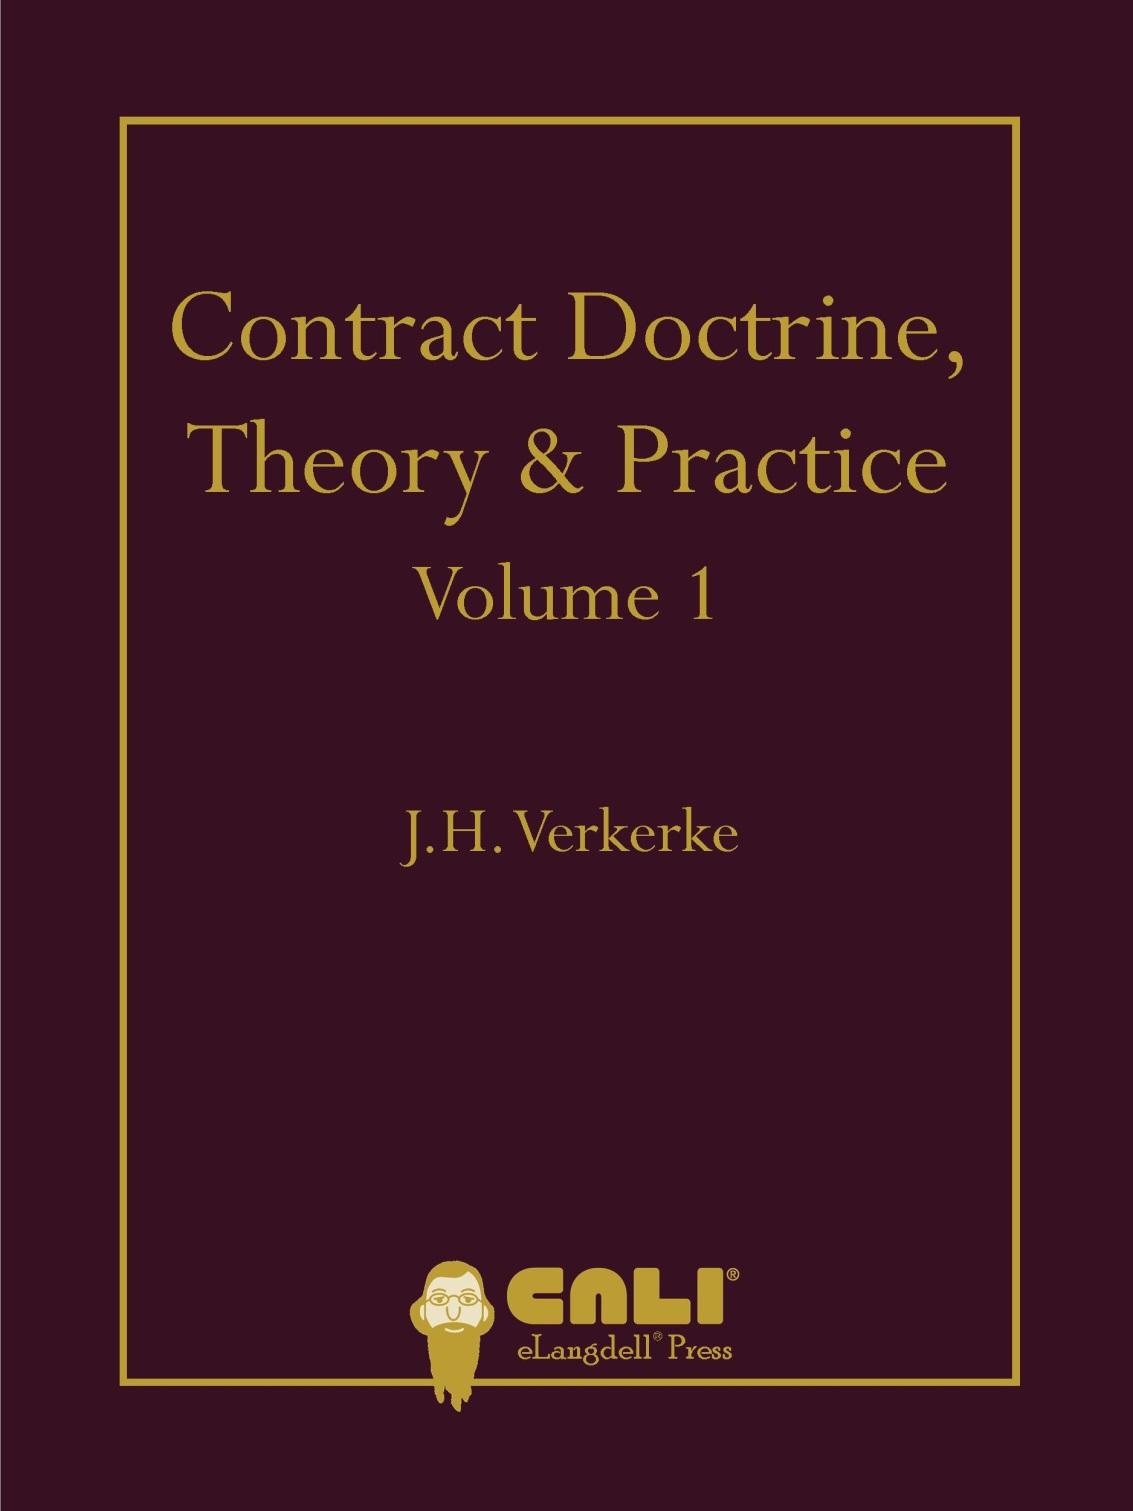 Contract Doctrine,
Theory & Practice
Volume 1
J.H. Verkerke
CALI®
eLangdell® Press